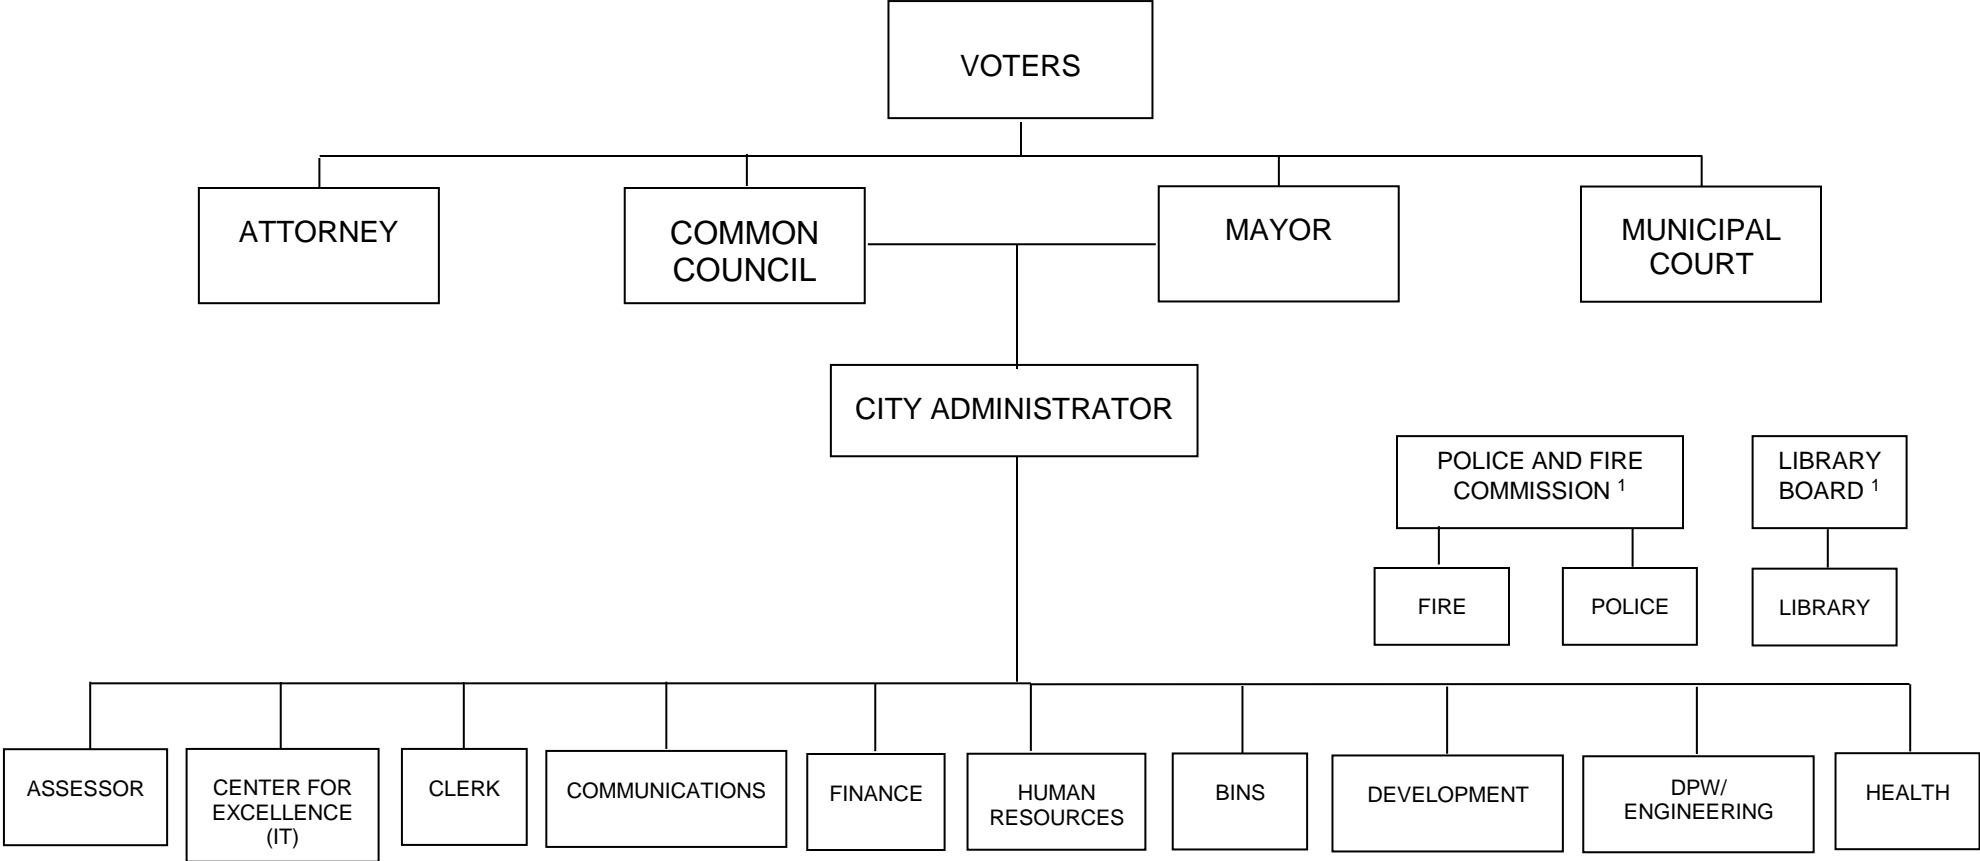 VOTERS
ATTORNEY
COMMON
COUNCIL
MAYOR
MUNICIPAL
COURT
CITY ADMINISTRATOR
POLICE AND FIRE
COMMISSION ¹
LIBRARY
BOARD ¹
FIRE
POLICE
LIBRARY
ASSESSOR
CENTER FOR
EXCELLENCE
(IT)
CLERK
COMMUNICATIONS
FINANCE
HUMAN
RESOURCES
BINS
DEVELOPMENT
DPW/
ENGINEERING
HEALTH